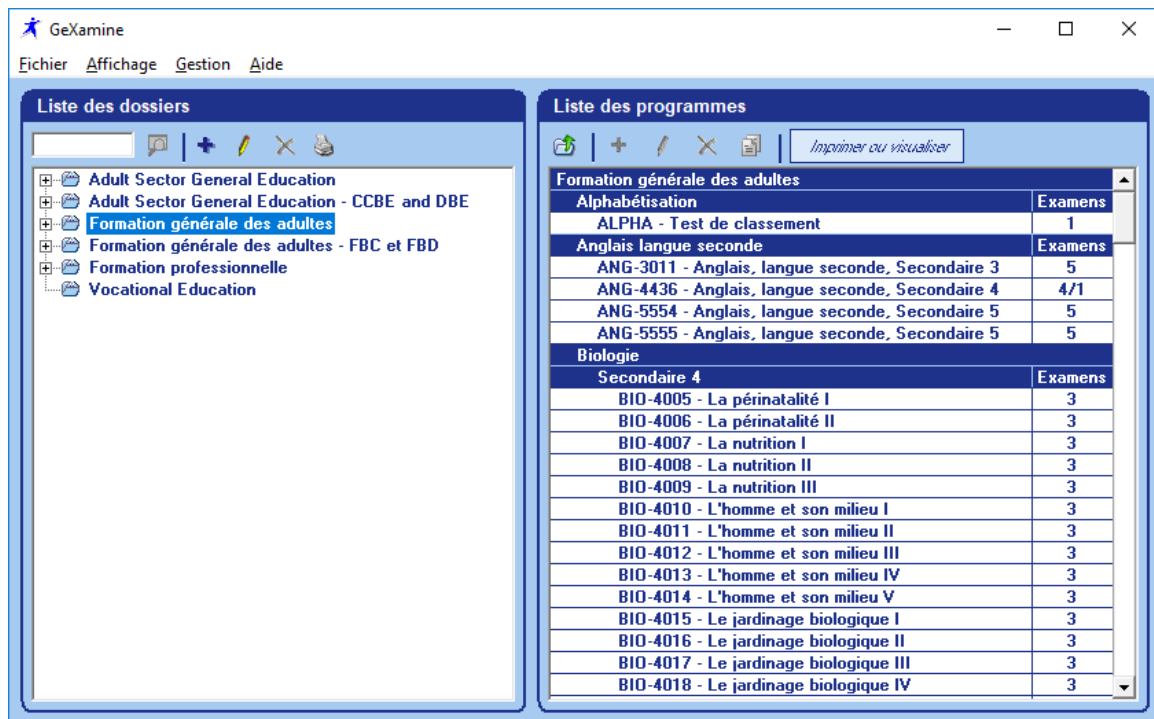 GeXamine
Fichier Affichage Gestion Aide
Liste des dossiers
Adult Sector General Education
Adult Sector General Education - CCBE and DBE
Formation générale des adultes
Formation générale des adultes - FBC et FBD
Formation professionnelle
Vocational Education
Liste des programmes
Imprimer ou visualiser
Formation générale des adultes
Alphabétisation Examens
ALPHA - Test de classement 1
Anglais langue seconde Examens
ANG-3011 - Anglais, langue seconde, Secondaire 3 5
ANG-4436 - Anglais, langue seconde, Secondaire 4 4/1
ANG-5554 - Anglais, langue seconde, Secondaire 5 5
ANG-5555 - Anglais, langue seconde, Secondaire 5 5
Biologie
Secondaire 4 Examens
BIO-4005 - La périnatalité I 3
BIO-4006 - La périnatalité II 3
BIO-4007 - La nutrition I 3
BIO-4008 - La nutrition II 3
BIO-4009 - La nutrition III 3
BIO-4010 - L'homme et son milieu I 3
BIO-4011 - L'homme et son milieu II 3
BIO-4012 - L'homme et son milieu III 3
BIO-4013 - L'homme et son milieu IV 3
BIO-4014 - L'homme et son milieu V 3
BIO-4015 - Le jardinage biologique I 3
BIO-4016 - Le jardinage biologique II 3
BIO-4017 - Le jardinage biologique III 3
BIO-4018 - Le jardinage biologique IV 3